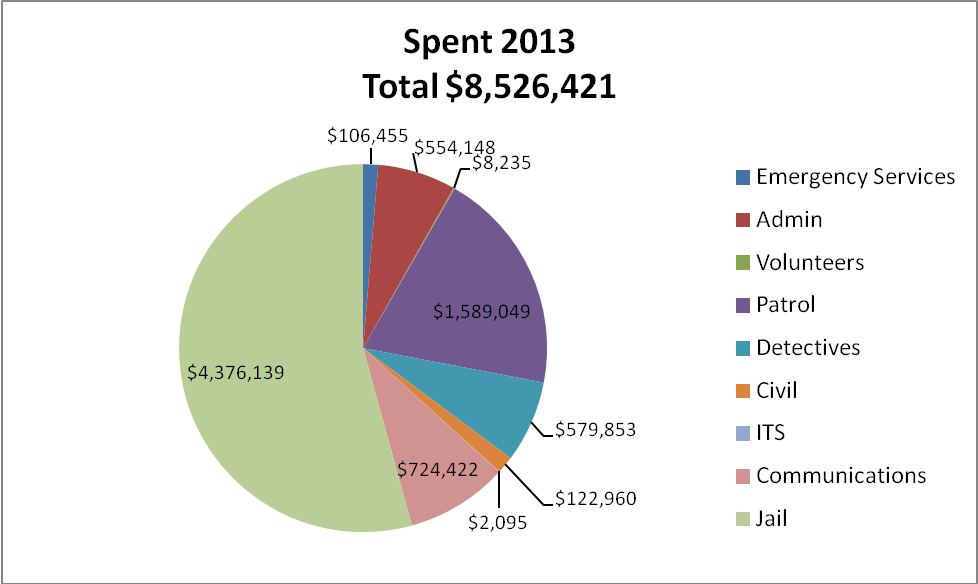 Spent 2013
Total $8,526,421
$106,455
$554,148
$8,235
$1,589,049
$579,853
$122,960
$2,095
$724,422
$4,376,139
Emergency Services
Admin
Volunteers
Patrol
Detectives
Civil
ITS
Communications
Jail